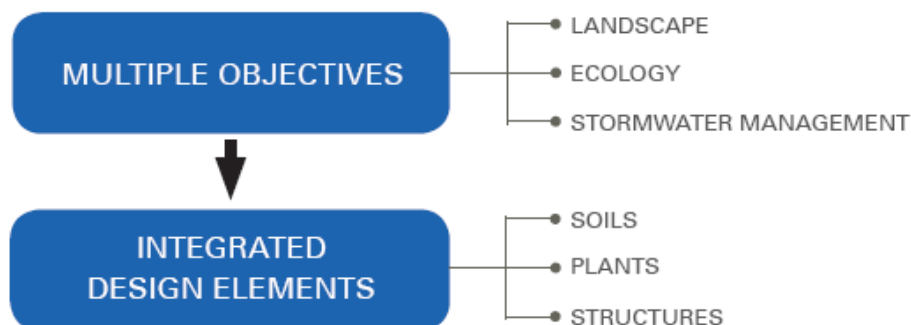 MULTIPLE OBJECTIVES
LANDSCAPE
ECOLOGY
STORMWATER MANAGEMENT
INTEGRATED
DESIGN ELEMENTS
SOILS
PLANTS
STRUCTURES